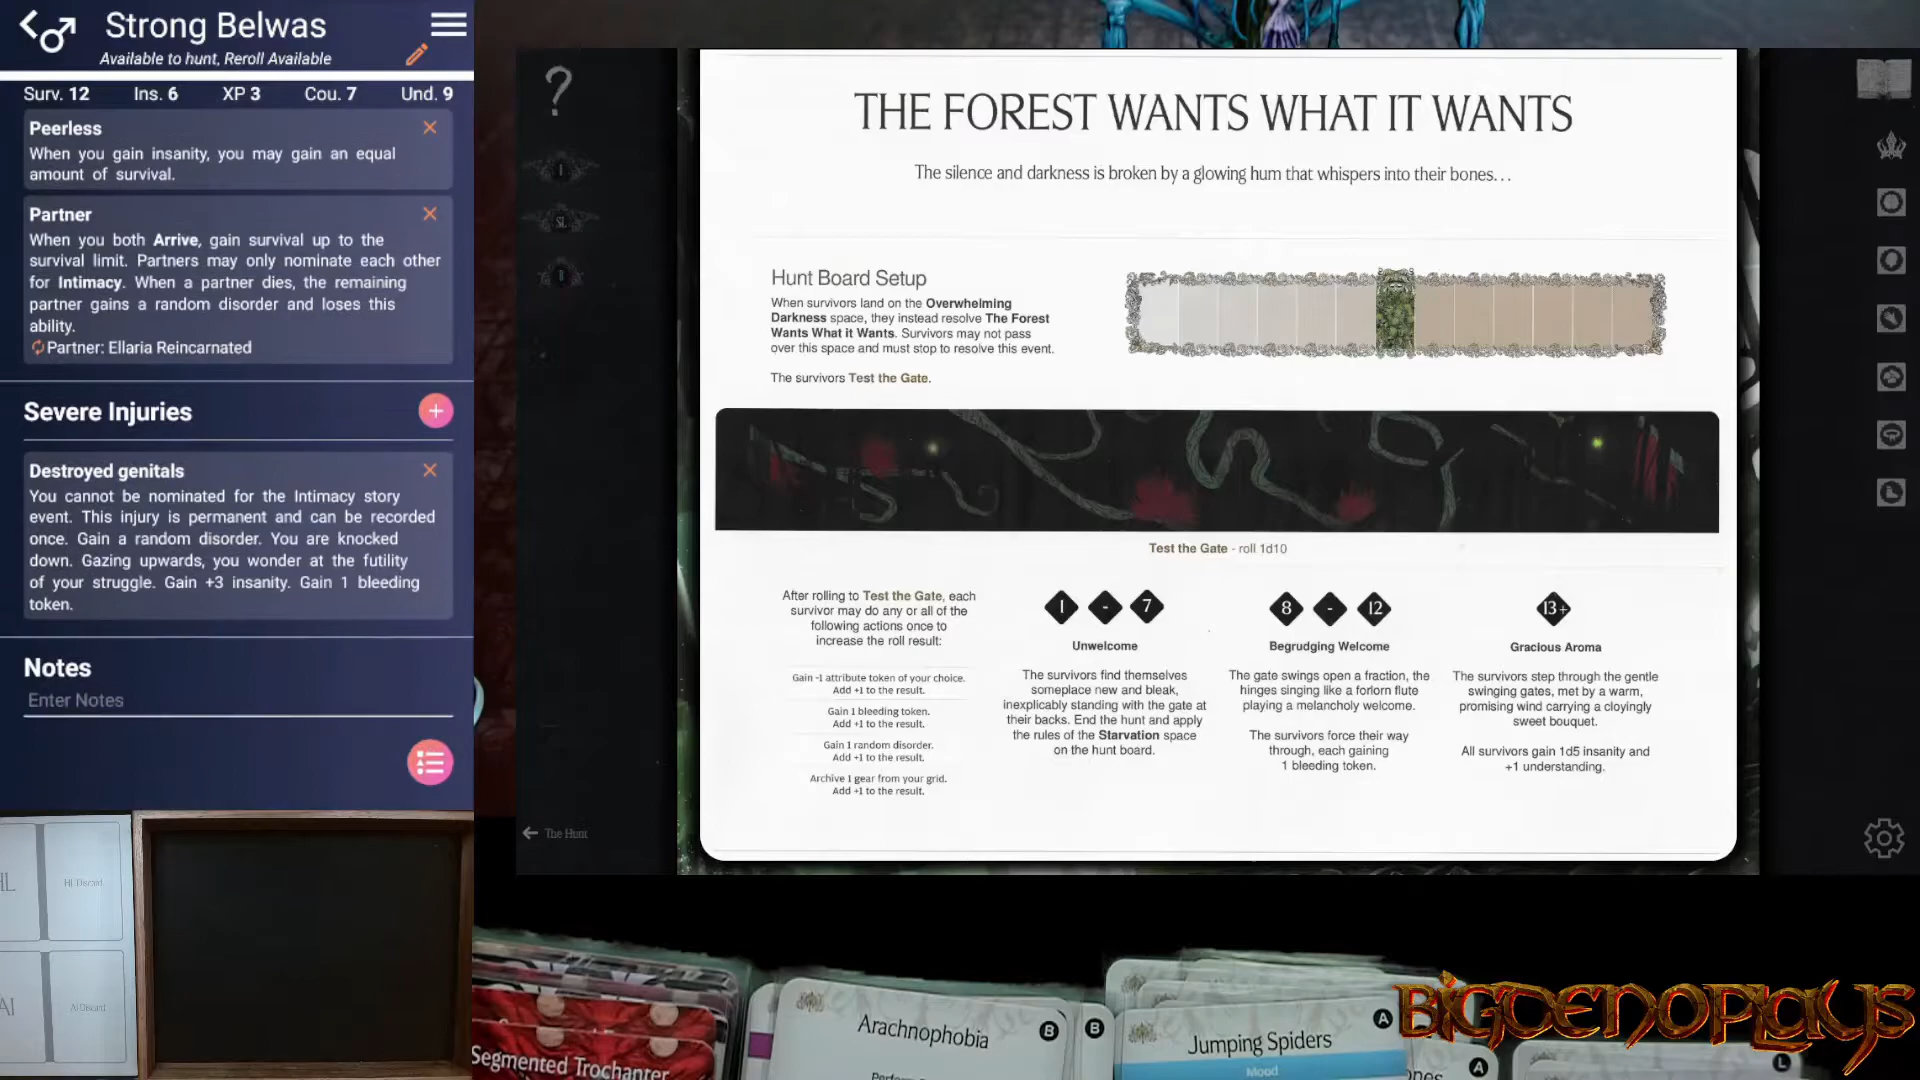 Strong Belwas
Available to hunt, Reroll Available
Surv. 12 Ins. 6 XP 3 Cou. 7 Und. 9
Peerless
When you gain insanity, you may gain an equal
amount of survival.
Partner
When you both Arrive, gain survival up to the
survival limit. Partners may only nominate each other
for Intimacy. When a partner dies, the remaining
partner gains a random disorder and loses this
ability.
Partner: Ellaria Reincarnated
Severe Injuries
Destroyed genitals
You cannot be nominated for the Intimacy story
event. This injury is permanent and can be recorded
once. Gain a random disorder. You are knocked
down. Gazing upwards, you wonder at the futility
of your struggle. Gain +3 insanity. Gain 1 bleeding
token.
Notes
Enter Notes
HL Discard
AI
AI Discard
?
I
SL
The Hunt
THE FOREST WANTS WHAT IT WANTS
The silence and darkness is broken by a glowing hum that whispers into their bones...
Hunt Board Setup
When survivors land on the Overwhelming
Darkness space, they instead resolve The Forest
Wants What it Wants. Survivors may not pass
over this space and must stop to resolve this event.
The survivors Test the Gate.
Test the Gate - roll 1d10
After rolling to Test the Gate, each
survivor may do any or all of the
following actions once to
increase the roll result:
Gain -1 attribute token of your choice.
Add +1 to the result.
Gain 1 bleeding token.
Add +1 to the result.
Gain 1 random disorder.
Add +1 to the result.
Archive 1 gear from your grid.
Add +1 to the result.
1 - 7
Unwelcome
The survivors find themselves
someplace new and bleak,
inexplicably standing with the gate at
their backs. End the hunt and apply
the rules of the Starvation space
on the hunt board.
8 - 12
Begrudging Welcome
The gate swings open a fraction, the
hinges singing like a forlorn flute
playing a melancholy welcome.
The survivors force their way
through, each gaining
1 bleeding token.
13+
Gracious Aroma
The survivors step through the gentle
swinging gates, met by a warm,
promising wind carrying a cloyingly
sweet bouquet.
All survivors gain 1d5 insanity and
+1 understanding.
Segmented Trochanter
Arachnophobia
B
B
Jumping Spiders
A
Mood
A
L
BIGDENOPLAYS